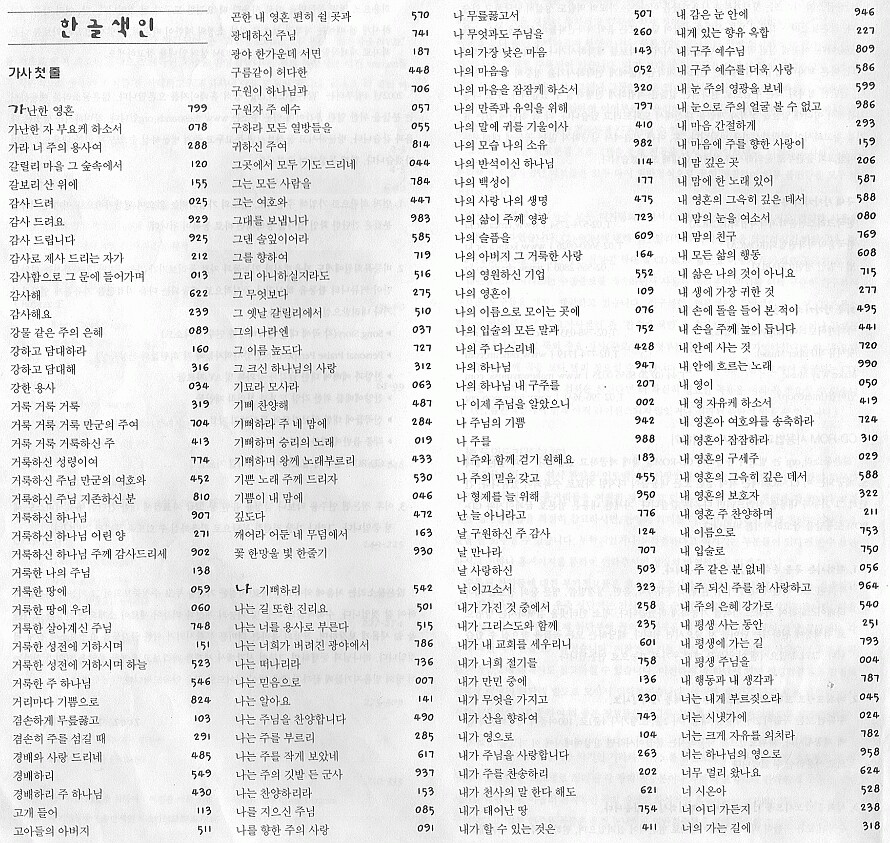 한글색인
가사 첫 줄
가난한 영혼 799
가난한 자 부요케 하소서 078
가라 너 주의 용사여 288
갈릴리 마을 그 숲속에서 120
갈보리 산 위에 155
감사 드려 025
감사 드려요 929
감사 드립니다 925
감사로 제사 드리는 자가 212
감사함으로 그 문에 들어가며 013
감사해 622
감사해요 239
강물 같은 주의 은혜 089
강하고 담대하라 160
강하고 담대해 316
강한 용사 034
거룩 거룩 거룩 319
거룩 거룩 거룩 만군의 주여 704
거룩 거룩 거룩하신 주 413
거룩하신 성령이여 774
거룩하신 주님 만군의 여호와 452
거룩하신 주님 지존하신 분 810
거룩하신 하나님 907
거룩하신 하나님 어린 양 271
거룩하신 하나님 주께 감사드리세 902
거룩한 나의 주님 138
거룩한 땅에 059
거룩한 땅에 우리 060
거룩한 살아계신 주님 748
거룩한 성전에 거하시며 151
거룩한 성전에 거하시며 하늘 523
거룩한 주 하나님 546
거리마다 기쁨으로 824
겸손하게 무릎꿇고 103
겸손히 주를 섬길 때 291
경배와 사랑 드리네 485
경배하리 549
경배하리 주 하나님 430
고개 들어 113
고아들의 아버지 511
곤한 내 영혼 편히 쉴 곳과 570
광대하신 주님 741
광야 한가운데 서면 187
구름같이 허다한 448
구원이 하나님과 706
구원자 주 예수 057
구하라 모든 열방들을 055
귀하신 주여 814
그곳에서 모두 기도 드리네 044
그는 모든 사람을 784
그는 여호와 447
그대를 보냅니다 983
그댄 솔잎이어라 585
그를 향하여 719
그리 아니하실지라도 516
그 무엇보다 275
그 옛날 갈릴리에서 510
그의 나라엔 037
그 이름 높도다 727
그 크신 하나님의 사랑 312
기묘라 모사라 063
기뻐 찬양해 487
기뻐하라 주 네 맘에 284
기뻐하며 승리의 노래 019
기뻐하며 왕께 노래부르리 433
기쁜 노래 주께 드리자 530
기쁨이 내 맘에 046
깊도다 472
깨어라 어둔 네 두덤에서 163
꽃 한망울 빛 한줄기 930
나 기뻐하리 542
나는 길 또한 진리요 501
나는 너를 용사로 부른다 515
나는 너희가 버려진 광야에서 786
나는 떠나리라 736
나는 믿음으로 007
나는 알아요 141
나는 주님을 찬양합니다 490
나는 주를 부르리 285
나는 주를 작게 보았네 617
나는 주의 깃발 든 군사 937
나는 찬양하리라 153
나를 지으신 주님 085
나를 향한 주의 사랑 091
나 무릎꿇고서 507
나 무엇과도 주님을 260
나의 가장 낮은 마음 143
나의 마음을 052
나의 마음을 잠잠케 하소서 320
나의 만족과 유익을 위해 797
나의 말에 귀를 기울이사 410
나의 모습 나의 소유 982
나의 반석이신 하나님 114
나의 백성이 177
나의 사랑 나의 생명 475
나의 삶이 주께 영광 723
나의 슬픔을 609
나의 아버지 그 거룩한 사랑 164
나의 영원하신 기업 552
나의 영혼이 109
나의 이름으로 모이는 곳에 076
나의 입술의 모든 말과 752
나의 주 다스리네 428
나의 하나님 947
나의 하나님 내 구주를 207
나 이제 주님을 알았으니 002
나 주님의 기쁨 942
나 주를 988
나 주와 함께 걷기 원해요 183
나 주의 믿음 갖고 455
나 형제를 늘 위해 950
난 늘 아니라고 776
날 구원하신 주 감사 224
날 만나라 707
날 사랑하신 503
날 이끄소서 323
내가 가진 것 중에서 258
내가 그리스도와 함께 235
내가 내 교회를 세우리니 601
내가 너희 절기를 758
내가 만민 중에 136
내가 무엇을 가지고 230
내가 산을 향하여 743
내가 영으로 104
내가 주님을 사랑합니다 263
내가 주를 찬송하리 202
내가 천사의 말 한다 해도 621
내가 태어난 땅 754
내가 할 수 있는 것은 411
내 감은 눈 안에 946
내게 있는 향유 옥합 227
내 구주 예수님 809
내 구주 예수를 더욱 사랑 586
내 눈 주의 영광을 보네 599
내 눈으로 주의 얼굴 볼 수 없고 986
내 마음 간절하게 293
내 마음에 주를 향한 사랑이 159
내 맘 깊은 곳 206
내 맘에 한 노래 있어 587
내 영혼의 그윽히 깊은 데서 588
내 맘의 눈을 여소서 080
내 맘의 친구 769
내 모든 삶의 행동 608
내 삶은 나의 것이 아니요 715
내 생에 가장 귀한 것 277
내 손에 돌을 들어 본 적이 495
내 손을 주께 높이 듭니다 441
내 안에 사는 것 720
내 안에 흐르는 노래 990
내 영이 050
내 영 자유케 하소서 419
내 영혼아 여호와를 송축하라 724
내 영혼아 잠잠하라 310
내 영혼의 구세주 029
내 영혼의 그윽히 깊은 데서 588
내 영혼의 보호자 322
내 영혼 주 찬양하며 211
내 이름으로 753
내 입술로 750
내 주 같은 분 없네 056
내 주 되신 주를 참 사랑하고 964
내 주의 은혜 강가로 540
내 평생 사는 동안 251
내 평생에 가는 길 793
내 평생 주님을 004
내 행동과 내 생각과 787
너는 내게 부르짖으라 045
너는 시냇가에 024
너는 크게 자유를 외치라 782
너는 하나님의 영으로 958
너무 멀리 왔나요 624
너 시온아 528
너 어디 가든지 238
너의 가는 길에 318